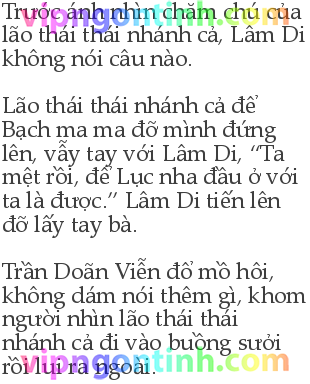 Trước ánh nhìn chăm chú của
lão thái thái nhánh cả, Lâm Di
không nói câu nào.
Lão thái thái nhánh cả để
Bạch ma ma đỡ mình đứng
lên, vẫy tay với Lâm Di, “Ta
mệt rồi, để Lục nha đầu ở với
ta là được.” Lâm Di tiến lên
đỡ lấy tay bà.
Trần Doãn Viễn đổ mồ hôi,
không dám nói thêm gì, khom
người nhìn lão thái thái
nhánh cả đi vào buồng sưởi
rồi lui ra ngoài.
vipngontinh.com
vipngontinh.com